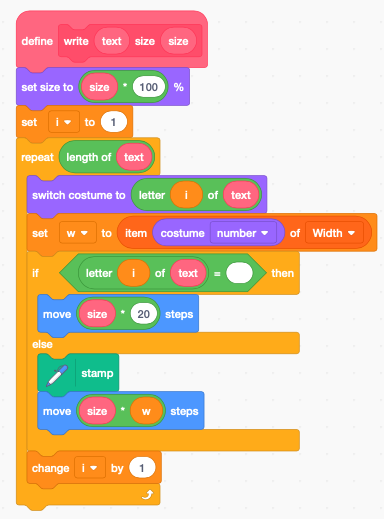 define write text size size
set size to size * 100 %
set i to 1
repeat length of text
switch costume to letter i of text
set w to item costume number of Width
if letter i of text = then
move size * 20 steps
else
stamp
move size * w steps
change i by 1